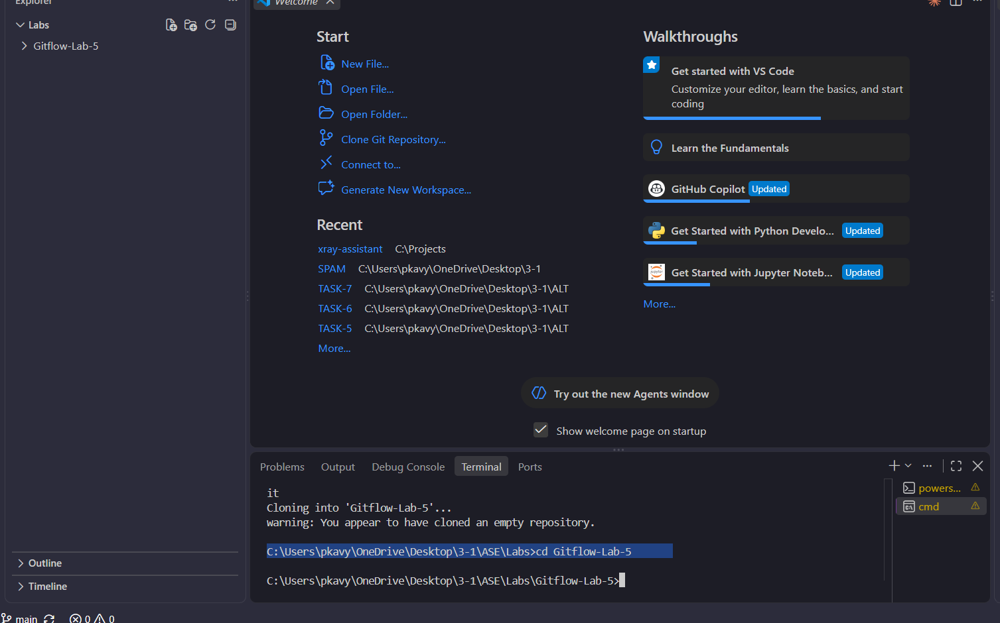 Explorer
Labs
Gitflow-Lab-5
Outline
Timeline
main
0
0
Welcome
Start
New File...
Open File...
Open Folder...
Clone Git Repository...
Connect to...
Generate New Workspace...
Recent
xray-assistant C:\Projects
SPAM C:\Users\pkavy\OneDrive\Desktop\3-1
TASK-7 C:\Users\pkavy\OneDrive\Desktop\3-1\ALT
TASK-6 C:\Users\pkavy\OneDrive\Desktop\3-1\ALT
TASK-5 C:\Users\pkavy\OneDrive\Desktop\3-1\ALT
More...
Walkthroughs
Get started with VS Code
Customize your editor, learn the basics, and start
coding
Learn the Fundamentals
GitHub Copilot Updated
Get Started with Python Develo... Updated
Get Started with Jupyter Noteb... Updated
More...
Try out the new Agents window
Show welcome page on startup
Problems Output Debug Console Terminal Ports
it
Cloning into 'Gitflow-Lab-5'...
warning: You appear to have cloned an empty repository.
C:\Users\pkavy\OneDrive\Desktop\3-1\ASE\Labs>cd Gitflow-Lab-5
C:\Users\pkavy\OneDrive\Desktop\3-1\ASE\Labs\Gitflow-Lab-5>
powers...
cmd